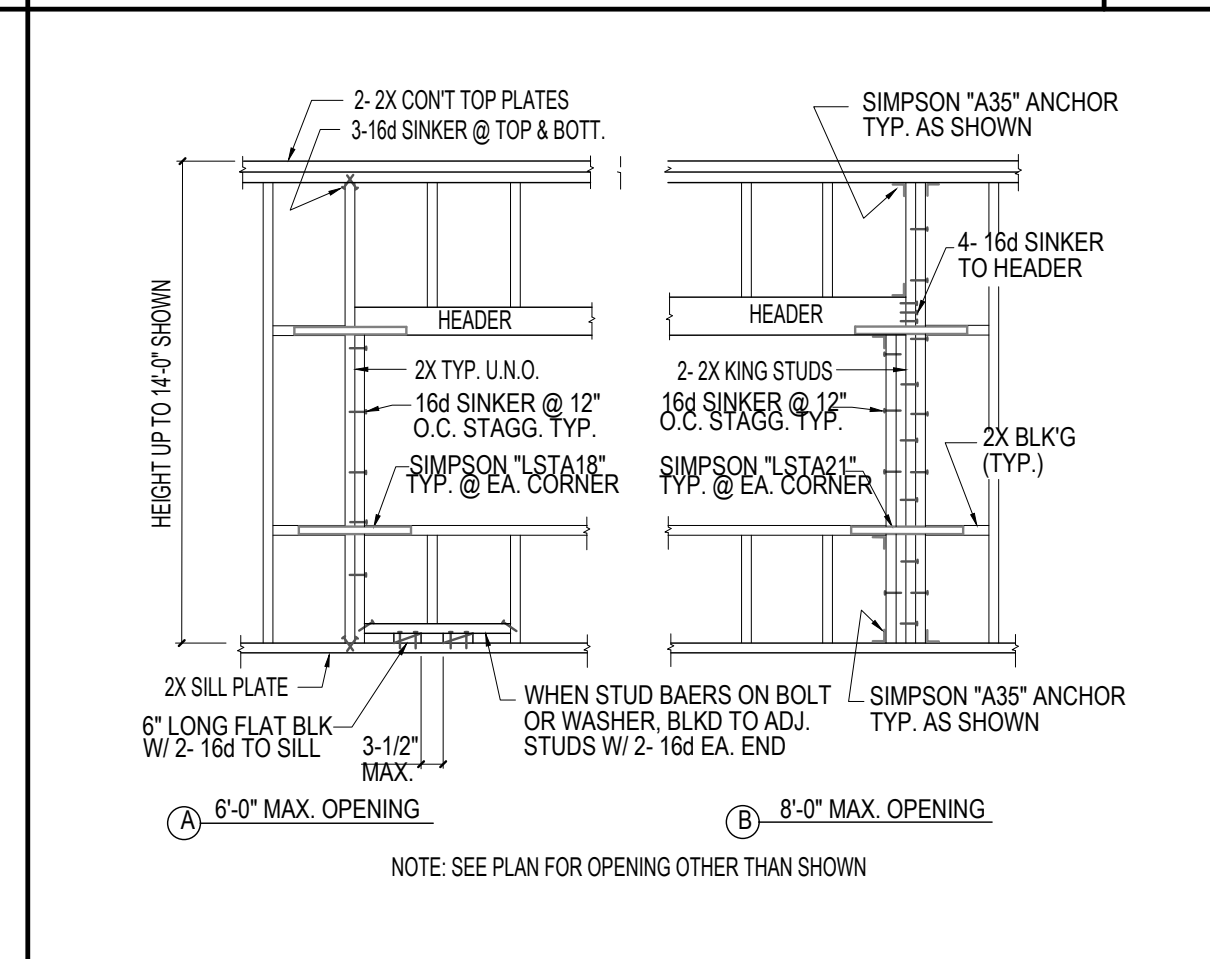 2- 2X CON'T TOP PLATES
3-16d SINKER @ TOP & BOTT.
SIMPSON "A35" ANCHOR
TYP. AS SHOWN
HEIGHT UP TO 14'-0" SHOWN
4- 16d SINKER
TO HEADER
HEADER
HEADER
2X TYP. U.N.O.
16d SINKER @ 12"
O.C. STAGG. TYP.
SIMPSON "LSTA18"
TYP. @ EA. CORNER
2- 2X KING STUDS
16d SINKER @ 12"
O.C. STAGG. TYP.
SIMPSON "LSTA21"
TYP. @ EA. CORNER
2X BLK'G
(TYP.)
2X SILL PLATE
6" LONG FLAT BLK
W/ 2- 16d TO SILL
3-1/2"
MAX.
WHEN STUD BAERS ON BOLT
OR WASHER, BLKD TO ADJ.
STUDS W/ 2- 16d EA. END
SIMPSON "A35" ANCHOR
TYP. AS SHOWN
A 6'-0" MAX. OPENING
B 8'-0" MAX. OPENING
NOTE: SEE PLAN FOR OPENING OTHER THAN SHOWN